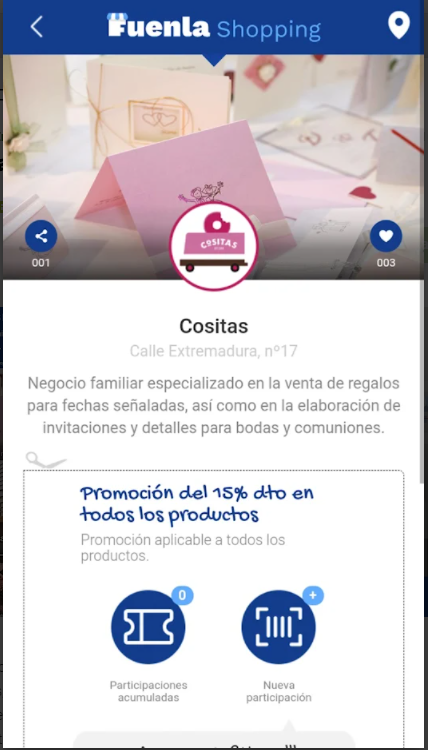 Fuenla Shopping
COSITAS
001
003
Cositas
Calle Extremadura, nº17
Negocio familiar especializado en la venta de regalos
para fechas señaladas, así como en la elaboración de
invitaciones y detalles para bodas y comuniones.
Promoción del 15% dto en
todos los productos
Promoción aplicable a todos los
productos.
0
+
Participaciones
acumuladas
Nueva
participación